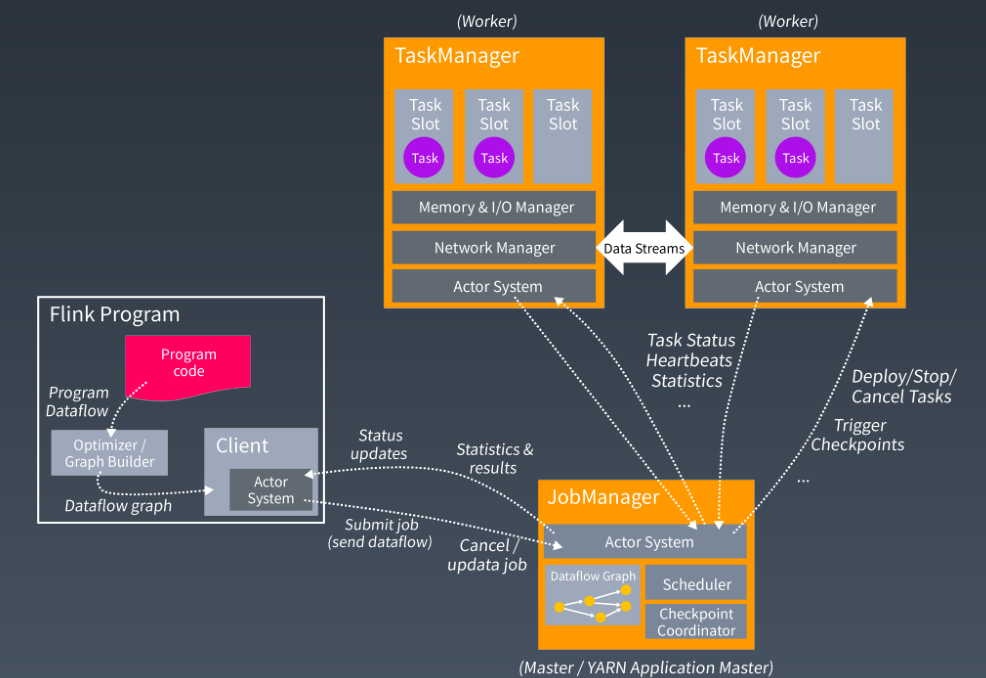 (Worker)
TaskManager
Task
Slot
Task
Task
Slot
Task
Task
Slot
Memory & I/O Manager
Network Manager
Actor System
(Worker)
TaskManager
Task
Slot
Task
Task
Slot
Task
Task
Slot
Memory & I/O Manager
Network Manager
Actor System
Data Streams
Flink Program
Program
code
Program
Dataflow
Optimizer /
Graph Builder
Dataflow graph
Client
Actor
System
Status
updates
Statistics &
results
Submit job
(send dataflow)
Cancel /
updata job
Task Status
Heartbeats
Statistics
...
Deploy/Stop/
Cancel Tasks
Trigger
Checkpoints
...
JobManager
Actor System
Dataflow Graph
Scheduler
Checkpoint
Coordinator
(Master / YARN Application Master)